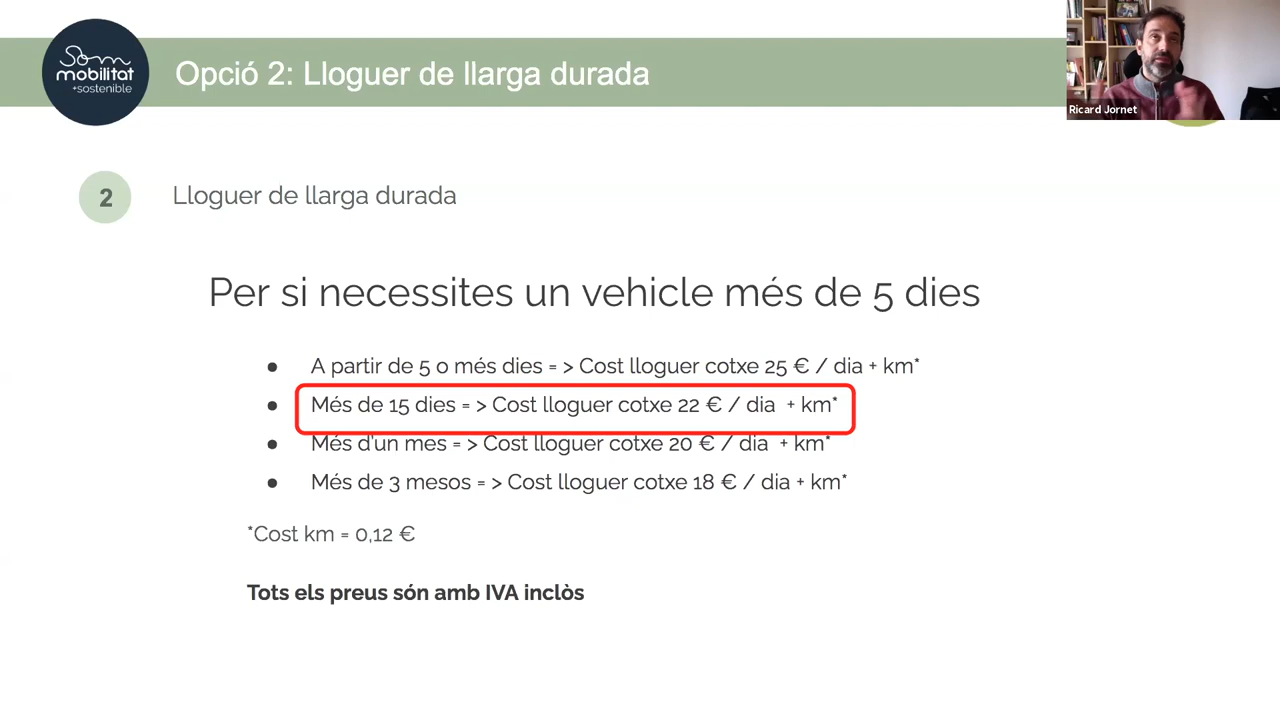 Som
mobilitat
+sostenible
Opció 2: Lloguer de llarga durada
Ricard Jornet
2
Lloguer de llarga durada
Per si necessites un vehicle més de 5 dies
● A partir de 5 o més dies = > Cost lloguer cotxe 25 € / dia + km*
● Més de 15 dies = > Cost lloguer cotxe 22 € / dia + km*
● Més d'un mes = > Cost lloguer cotxe 20 € / dia + km*
● Més de 3 mesos = > Cost lloguer cotxe 18 € / dia + km*
*Cost km = 0,12 €
Tots els preus són amb IVA inclòs